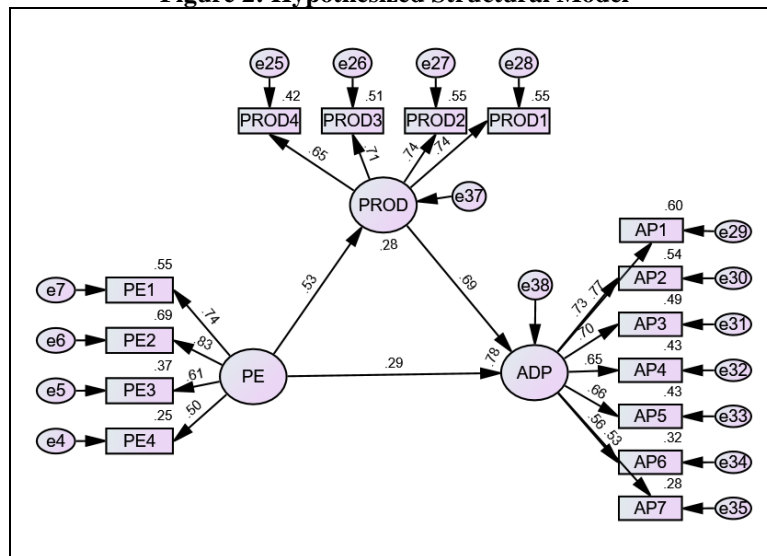 Figure 2: Hypothesized Structural Model
e25 e26 e27 e28
.42 .51 .55 .55
PROD4 PROD3 PROD2 PROD1
.65 .71 .74 .74
PROD e37
.28
.60
AP1 e29
.54
AP2 e30
.49
AP3 e31
.43
AP4 e32
.43
AP5 e33
.32
AP6 e34
.28
AP7 e35
.53 .69
e38
.73 .77
.70
.65
.66
.56 .53
.78
ADP
.55
e7 PE1
.69
e6 PE2
.37
e5 PE3
.25
e4 PE4
.74
.83
.61
.50
PE
.29